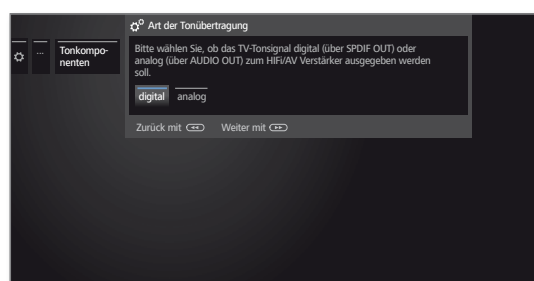 Art der Tonübertragung
... Tonkompo-
nenten
Bitte wählen Sie, ob das TV-Tonsignal digital (über SPDIF OUT) oder
analog (über AUDIO OUT) zum HIFi/AV Verstärker ausgegeben werden
soll.
digital analog
Zurück mit Weiter mit